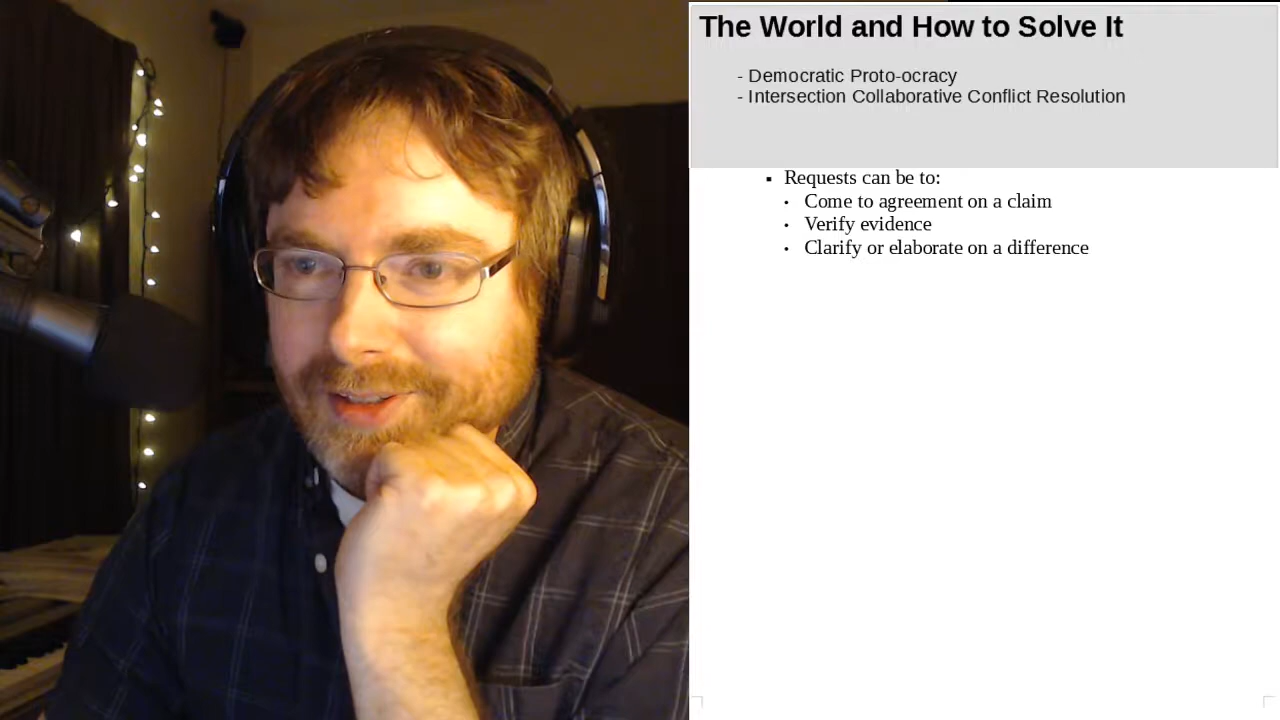 The World and How to Solve It
- Democratic Proto-ocracy
- Intersection Collaborative Conflict Resolution
▪ Requests can be to:
• Come to agreement on a claim
• Verify evidence
• Clarify or elaborate on a difference